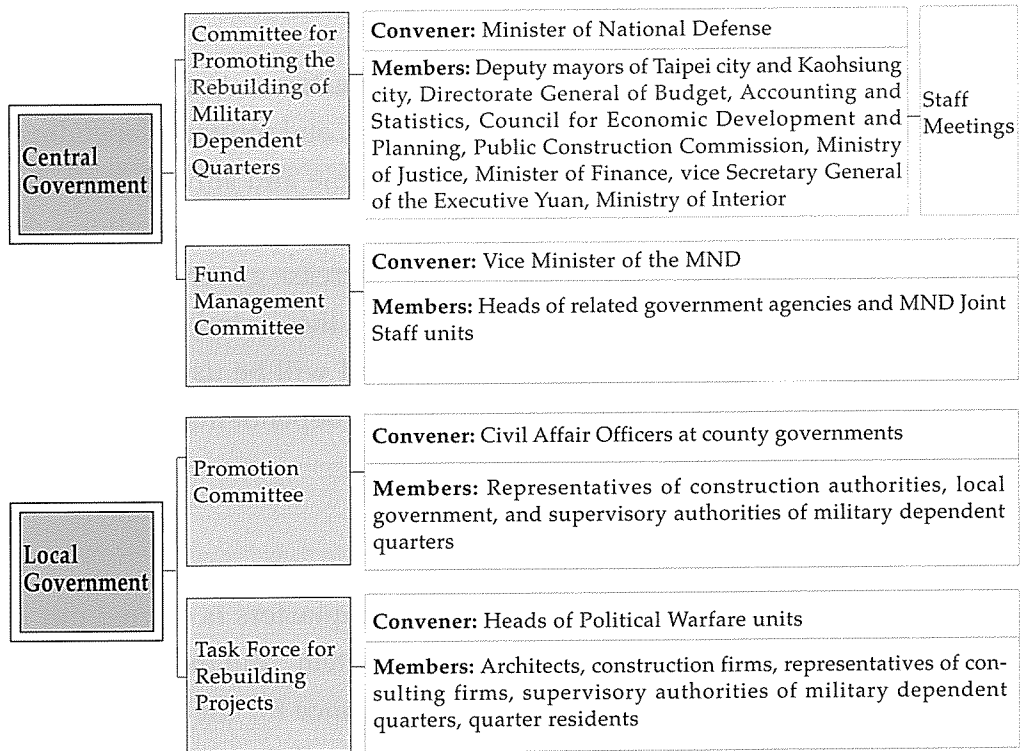 Central
Government
Committee for
Promoting the
Rebuilding of
Military
Dependent
Quarters
Convener: Minister of National Defense
Members: Deputy mayors of Taipei city and Kaohsiung
city, Directorate General of Budget, Accounting and
Statistics, Council for Economic Development and
Planning, Public Construction Commission, Ministry
of Justice, Minister of Finance, vice Secretary General
of the Executive Yuan, Ministry of Interior
Staff
Meetings
Fund
Management
Committee
Convener: Vice Minister of the MND
Members: Heads of related government agencies and MND Joint
Staff units
Local
Government
Promotion
Committee
Convener: Civil Affair Officers at county governments
Members: Representatives of construction authorities, local
government, and supervisory authorities of military dependent
quarters
Task Force for
Rebuilding
Projects
Convener: Heads of Political Warfare units
Members: Architects, construction firms, representatives of con-
sulting firms, supervisory authorities of military dependent
quarters, quarter residents